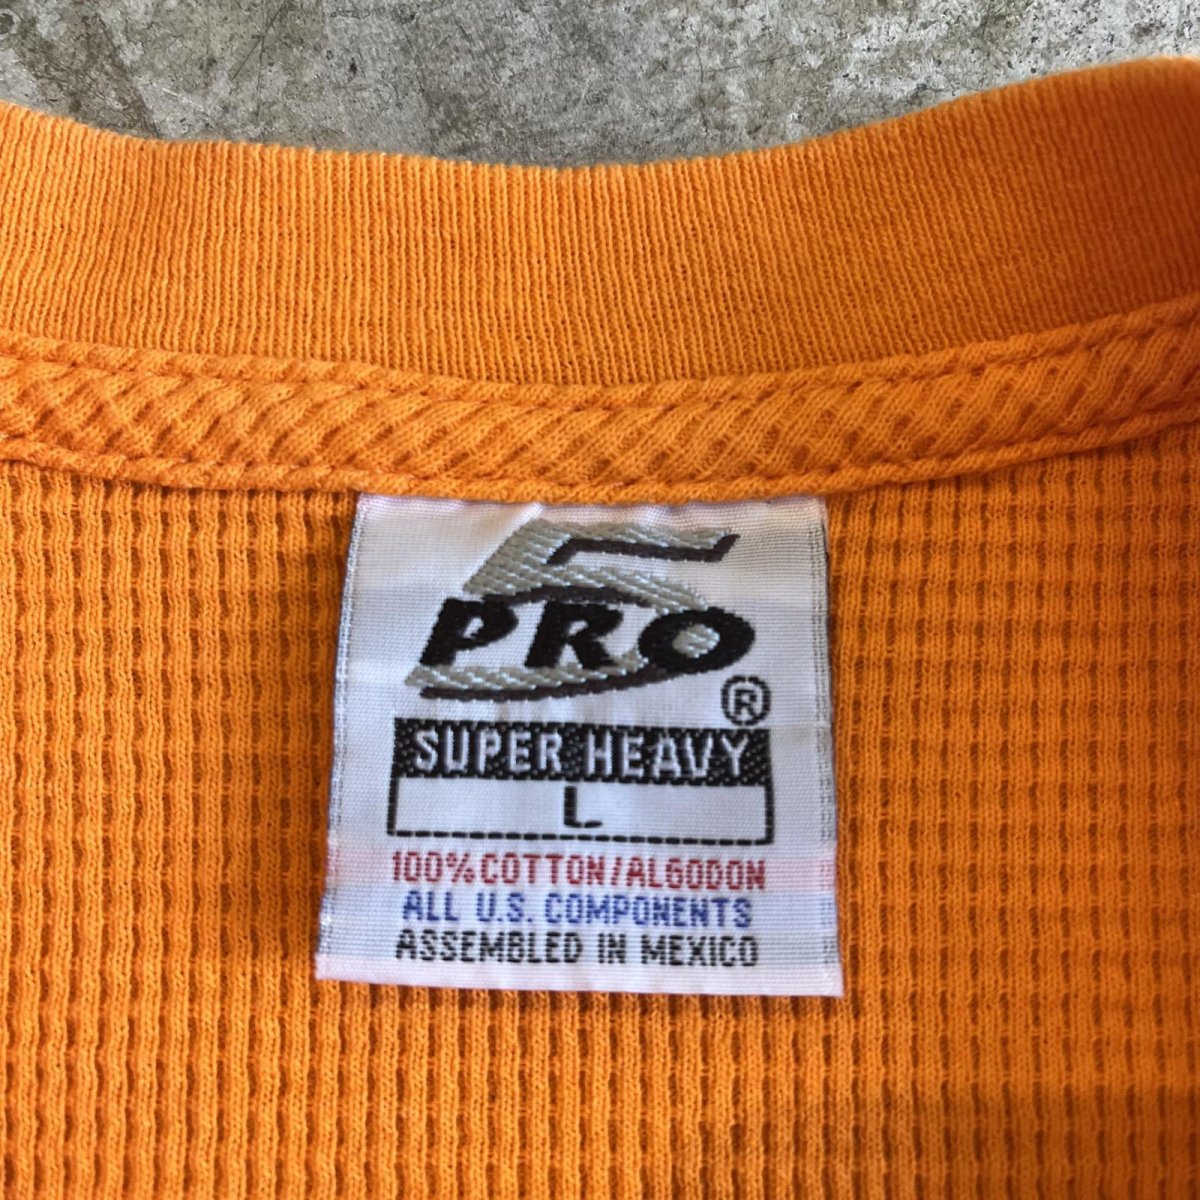 5
PRO
®
SUPER HEAVY
L
100% COTTON/ALGODON
ALL U.S. COMPONENTS
ASSEMBLED IN MEXICO